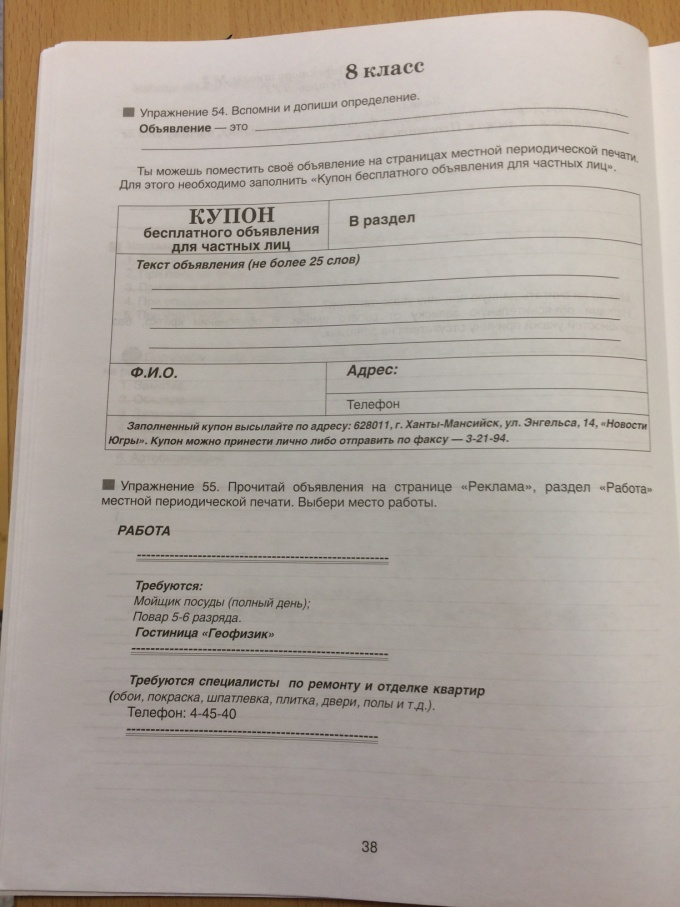 8 класс
Упражнение 54. Вспомни и допиши определение.
Объявление — это
Ты можешь поместить своё объявление на страницах местной периодической печати.
Для этого необходимо заполнить «Купон бесплатного объявления для частных лиц».
КУПОН
бесплатного объявления
для частных лиц
В раздел
Текст объявления (не более 25 слов)
Ф.И.О.
Адрес:
Телефон
Заполненный купон высылайте по адресу: 628011, г. Ханты-Мансийск, ул. Энгельса, 14, «Новости
Югры». Купон можно принести лично либо отправить по факсу — 3-21-94.
Упражнение 55. Прочитай объявления на странице «Реклама», раздел «Работа»
местной периодической печати. Выбери место работы.
РАБОТА
Требуются:
Мойщик посуды (полный день);
Повар 5-6 разряда.
Гостиница «Геофизик»
Требуются специалисты по ремонту и отделке квартир
(обои, покраска, шпатлевка, плитка, двери, полы и т.д.).
Телефон: 4-45-40
38